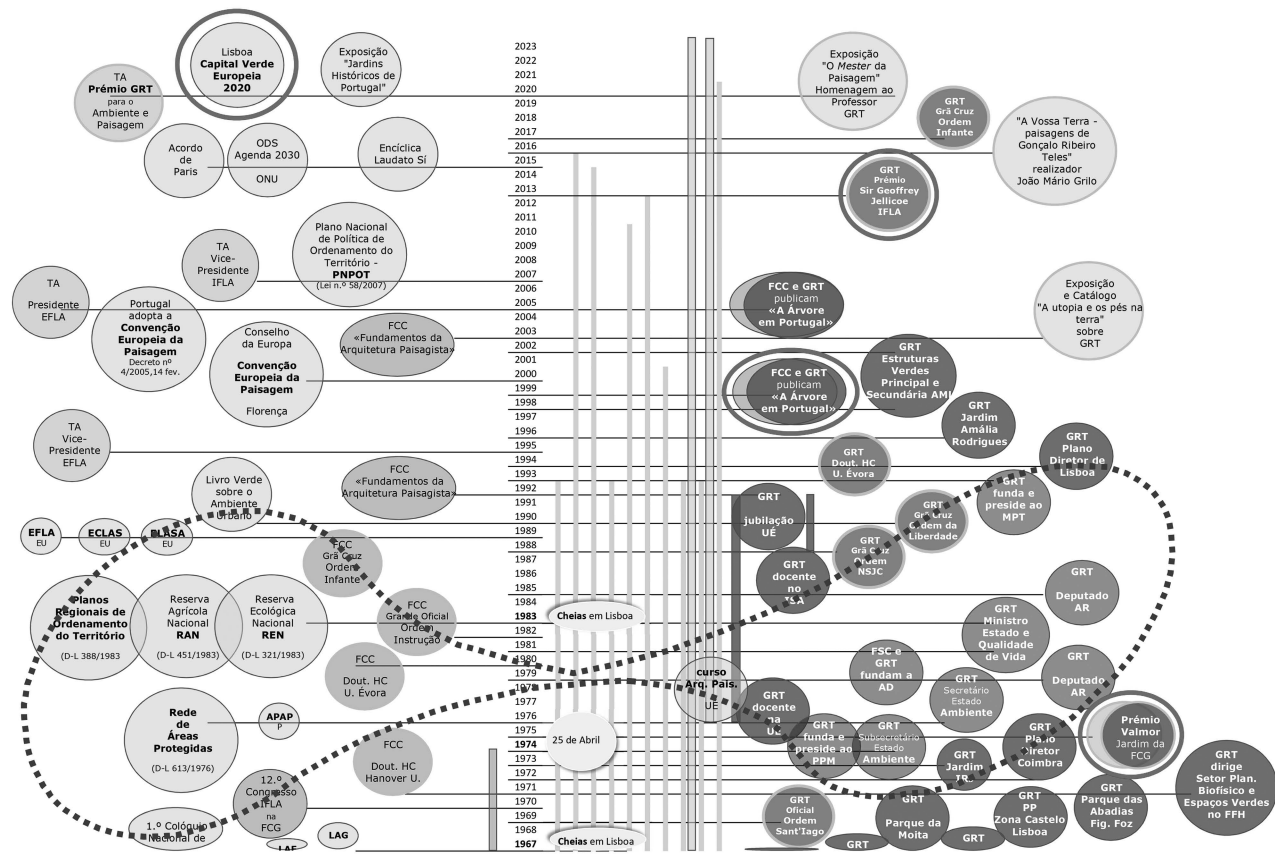 Lisboa
Capital Verde
Europeia
2020
Exposição
"Jardins
Históricos de
Portugal"
TA
Prémio GRT
para o
Ambiente e
Paisagem
Acordo
de
Paris
ODS
Agenda 2030
ONU
Encíclica
Laudato Sí
TA
Vice-
Presidente
IFLA
Plano Nacional
de Política de
Ordenamento do
Território -
PNPOT
(Lei n.º 58/2007)
TA
Presidente
EFLA
Portugal
adopta a
Convenção
Europeia da
Paisagem
Decreto nº
4/2005,14 fev.
Conselho
da Europa
Convenção
Europeia da
Paisagem
Florença
FCC
«Fundamentos da
Arquitetura Paisagista»
TA
Vice-
Presidente
EFLA
Livro Verde
sobre o
Ambiente
Urbano
FCC
«Fundamentos da
Arquitetura Paisagista»
EFLA
EU
ECLAS
EU
ELASA
EU
FCC
Grã Cruz
Ordem
Infante
Planos
Regionais de
Ordenamento
do Território
(D-L 388/1983
Reserva
Agrícola
Nacional
RAN
(D-L 451/1983)
Reserva
Ecológica
Nacional
REN
(D-L 321/1983)
FCC
Grande Oficial
Ordem
Instrução
FCC
Dout. HC
U. Évora
Rede
de
Áreas
Protegidas
(D-L 613/1976)
APAP
P
FCC
Dout. HC
Hanover U.
12.º
Congresso
IFLA
na
FCG
1.º Colóquio
Nacional de
LAG
2023
2022
2021
2020
2019
2018
2017
2016
2015
2014
2013
2012
2011
2010
2009
2008
2007
2006
2005
2004
2003
2002
2001
2000
1999
1998
1997
1996
1995
1994
1993
1992
1991
1990
1989
1988
1987
1986
1985
1984
1983
1982
1981
1980
1979
1978
1977
1976
1975
1974
1973
1972
1971
1970
1969
1968
1967
Cheias em Lisboa
25 de Abril
Cheias em Lisboa
Exposição
"O Mester da
Paisagem"
Homenagem ao
Professor
GRT
GRT
Grã Cruz
Ordem
Infante
"A Vossa Terra -
paisagens de
Gonçalo Ribeiro
Teles"
realizador
João Mário Grilo
GRT
Prémio
Sir Geoffrey
Jellicoe
IFLA
FCC e GRT
publicam
«A Árvore
em Portugal»
Exposição
e Catálogo
"A utopia e os pés na
terra"
sobre
GRT
FCC e GRT
publicam
«A Árvore
em Portugal»
GRT
Estruturas
Verdes
Principal e
Secundária AML
GRT
Jardim
Amália
Rodrigues
GRT
Dout. HC
U. Évora
GRT
Plano
Diretor de
Lisboa
GRT
funda e
preside ao
MPT
GRT
jubilação
UÉ
GRT
Grã Cruz
Ordem da
Liberdade
GRT
Grã Cruz
Ordem
NSJC
GRT
docente
no
ISA
GRT
Deputado
AR
GRT
Ministro
Estado e
Qualidade
de Vida
curso
Arq. Pais.
UE
FSC e
GRT
fundam a
AD
GRT
Deputado
AR
GRT
Secretário
Estado
Ambiente
GRT
docente
na
UE
GRT
funda e
preside ao
PPM
GRT
Subsecretário
Estado
Ambiente
GRT
Jardim
GRT
Plano
Diretor
Coimbra
Prémio
Valmor
Jardim da
FCG
GRT
dirige
Setor Plan.
Biofísico e
Espaços Verdes
no FFH
GRT
Oficial
Ordem
Sant'Iago
GRT
Parque da
Moita
GRT
PP
Zona Castelo
Lisboa
GRT
Parque das
Abadias
Fig. Foz
GRT
GRT